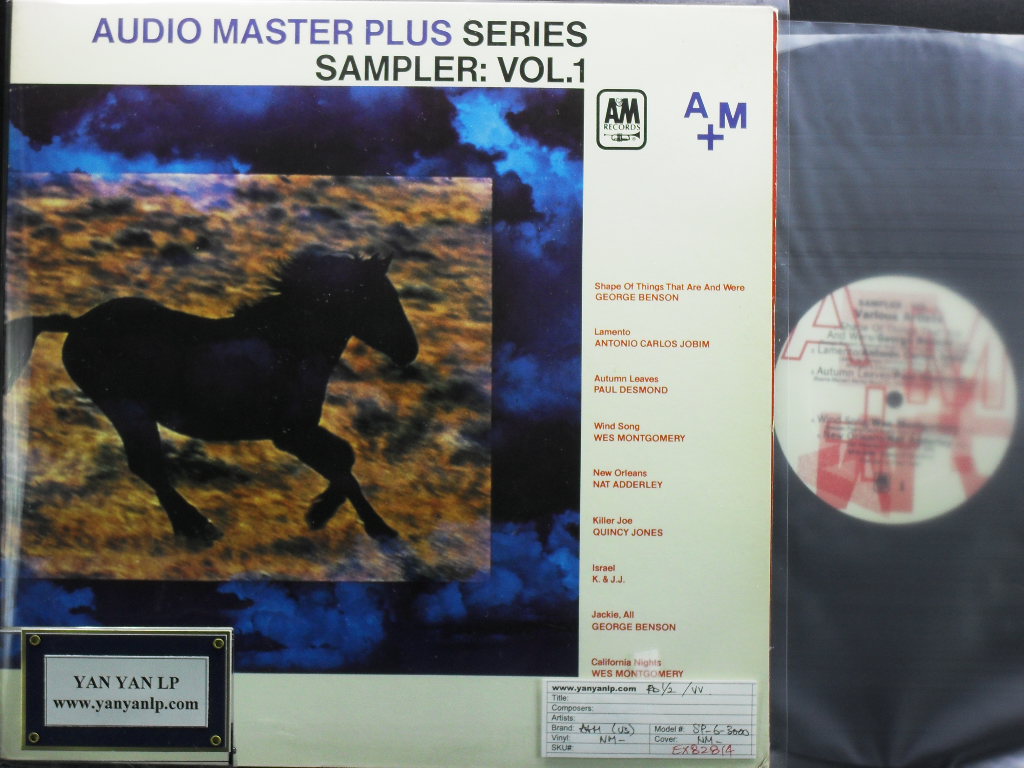 AUDIO MASTER PLUS SERIES
SAMPLER: VOL.1
A&M
RECORDS
A+M
Shape Of Things That Are And Were
GEORGE BENSON
Lamento
ANTONIO CARLOS JOBIM
Autumn Leaves
PAUL DESMOND
Wind Song
WES MONTGOMERY
New Orleans
NAT ADDERLEY
Killer Joe
QUINCY JONES
Israel
K. & J.J.
Jackie, All
GEORGE BENSON
California Nights
WES MONTGOMERY
SAMPLER
Various Artists
Autumn Leaves
YAN YAN LP
www.yanyanlp.com
www.yanyanlp.com
Title:
Composers:
Artists:
Brand: A&M (US) Model #: SP-6-3000
Vinyl: NM- Cover: NM-
SKU#: EX82814